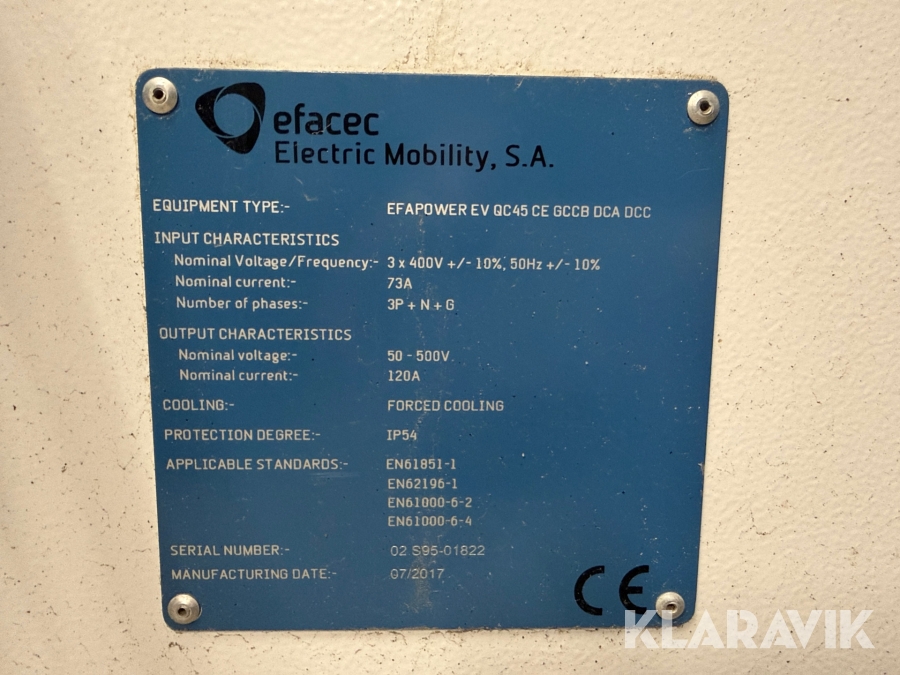 efacec
Electric Mobility, S.A.
EQUIPMENT TYPE:- EFAPOWER EV QC45 CE GCCB DCA DCC
INPUT CHARACTERISTICS
Nominal Voltage/Frequency:- 3 x 400V +/- 10%, 50Hz +/- 10%
Nominal current:- 73A
Number of phases:- 3P + N + G
OUTPUT CHARACTERISTICS
Nominal voltage:- 50 - 500V
Nominal current:- 120A
COOLING:- FORCED COOLING
PROTECTION DEGREE:- IP54
APPLICABLE STANDARDS:- EN61851-1
EN62196-1
EN61000-6-2
EN61000-6-4
SERIAL NUMBER:- 02 S95-01822
MANUFACTURING DATE:- 07/2017
CE
KLARAVIK